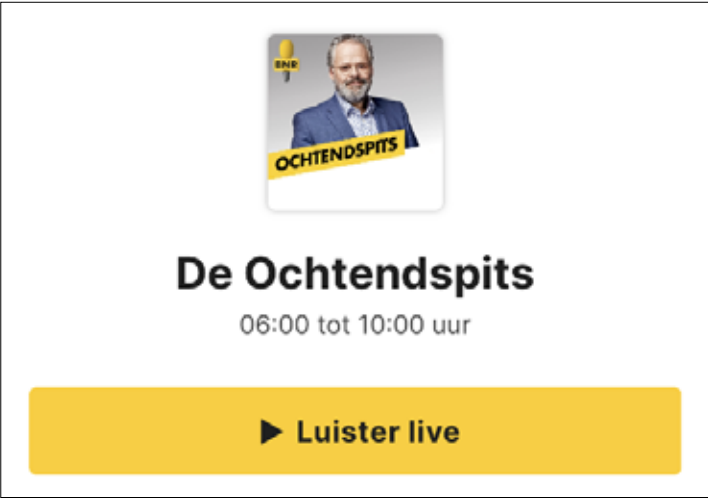 BNR
OCHTENDSPITS
De Ochtendspits
06:00 tot 10:00 uur
Luister live